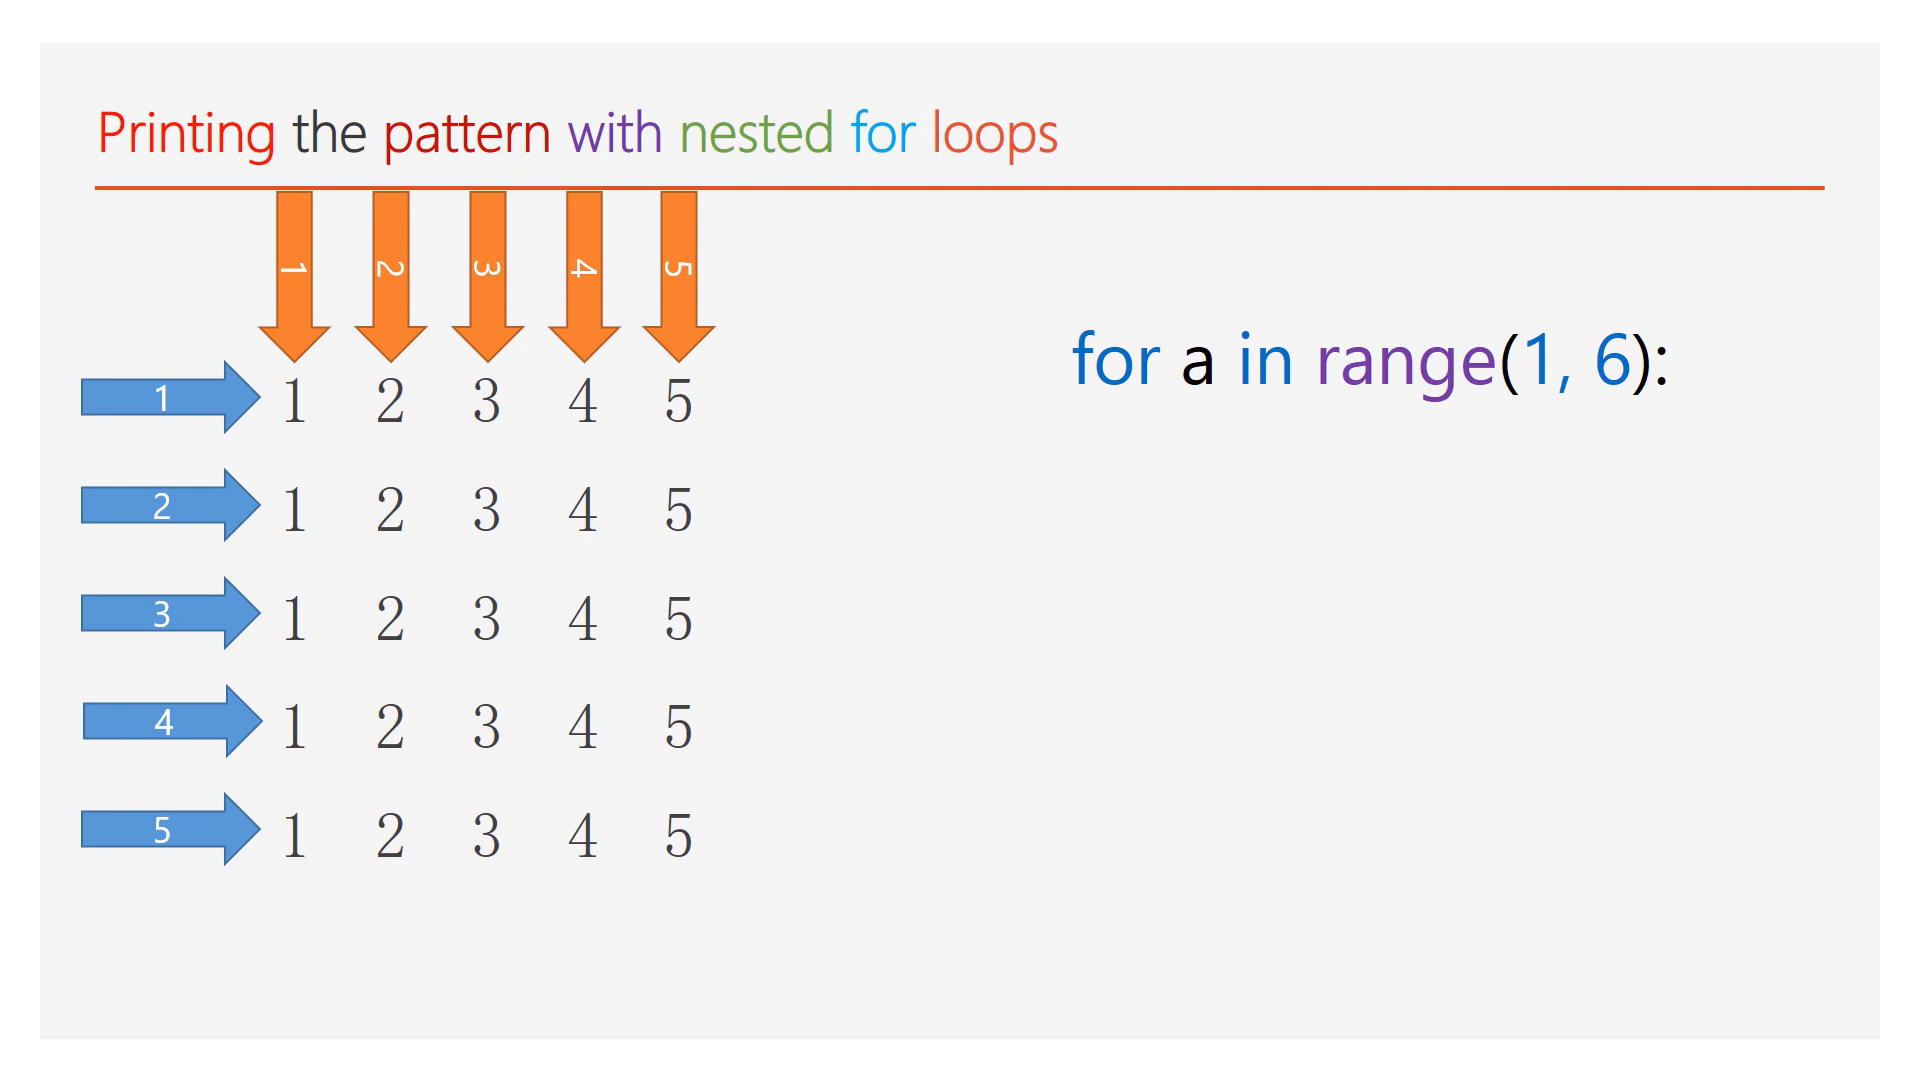 Printing the pattern with nested for loops
1 2 3 4 5
for a in range(1, 6):
1 1 2 3 4 5
2 1 2 3 4 5
3 1 2 3 4 5
4 1 2 3 4 5
5 1 2 3 4 5